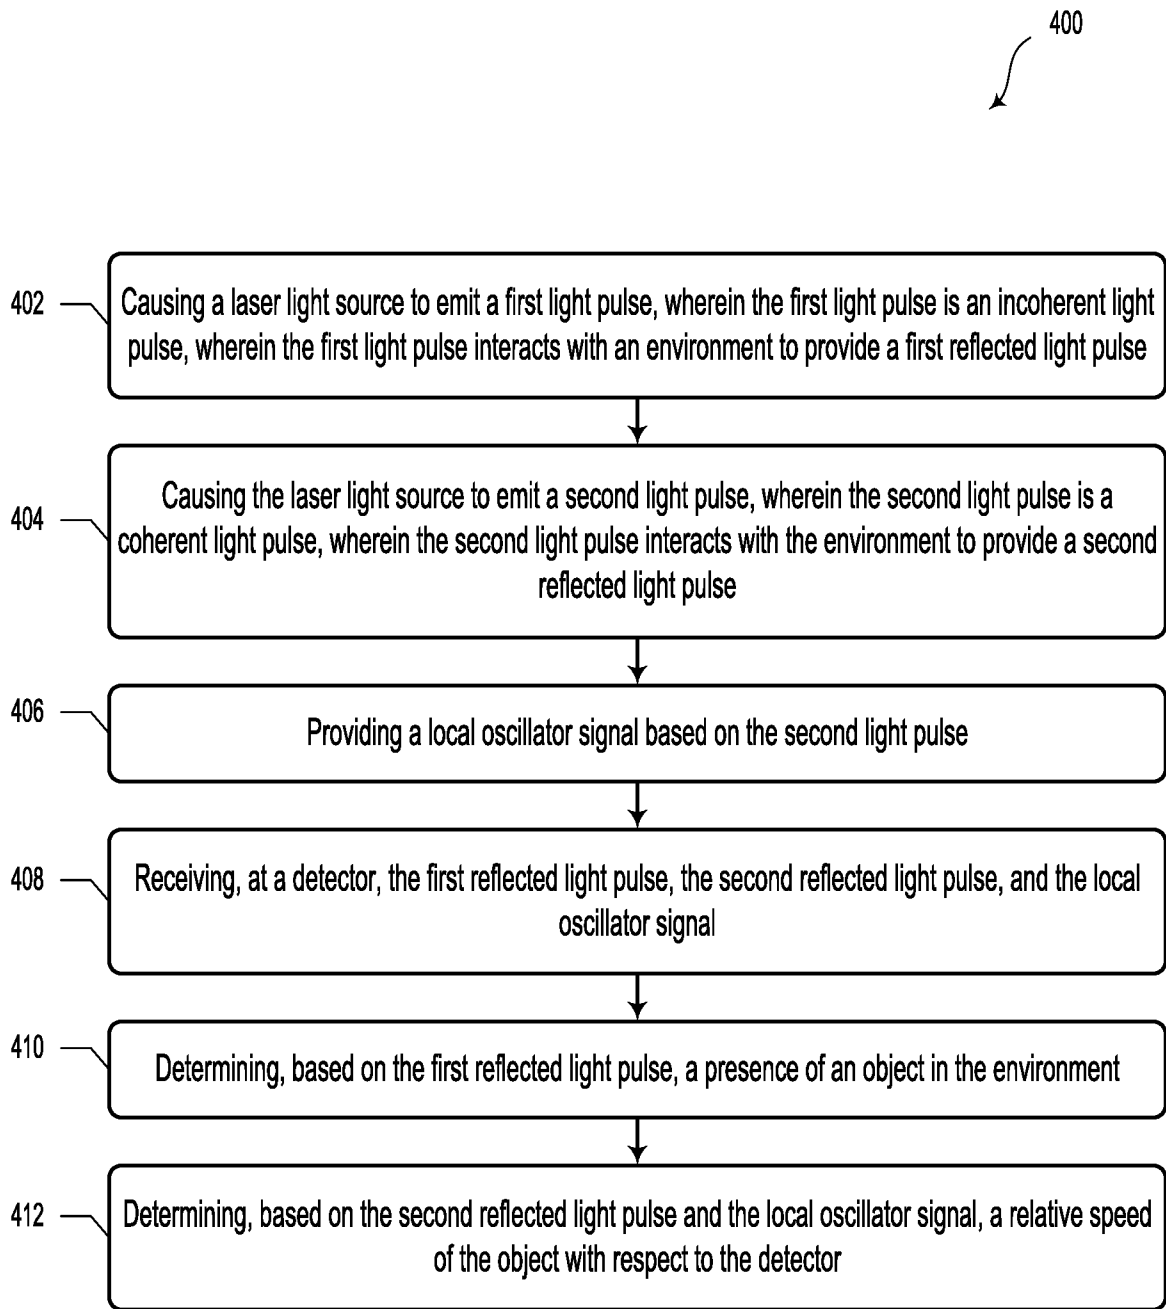 400
402
Causing a laser light source to emit a first light pulse, wherein the first light pulse is an incoherent light
pulse, wherein the first light pulse interacts with an environment to provide a first reflected light pulse
404
Causing the laser light source to emit a second light pulse, wherein the second light pulse is a
coherent light pulse, wherein the second light pulse interacts with the environment to provide a second
reflected light pulse
406
Providing a local oscillator signal based on the second light pulse
408
Receiving, at a detector, the first reflected light pulse, the second reflected light pulse, and the local
oscillator signal
410
Determining, based on the first reflected light pulse, a presence of an object in the environment
412
Determining, based on the second reflected light pulse and the local oscillator signal, a relative speed
of the object with respect to the detector